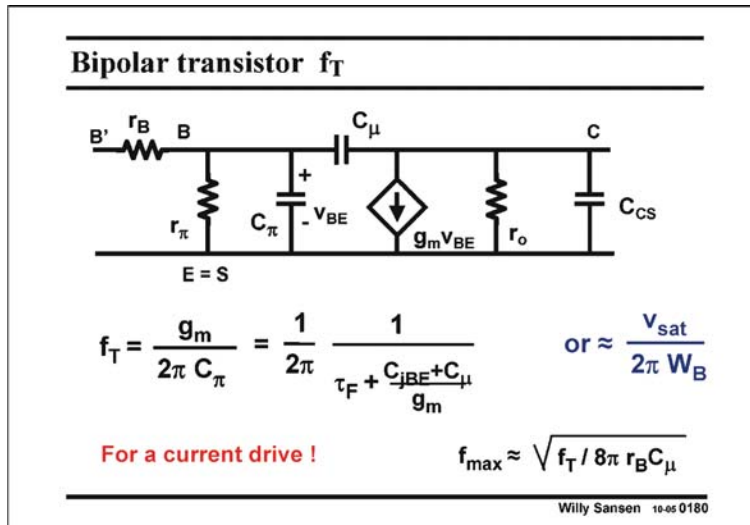 Bipolar transistor f_T
B' r_B B C_μ C
r_π C_π + v_BE - g_m v_BE r_o C_CS
E = S
f_T = g_m / 2π C_π = 1 / 2π 1 / τ_F + C_jBE+C_μ / g_m or ≈ v_sat / 2π W_B
For a current drive ! f_max ≈ √ f_T / 8π r_B C_μ
Willy Sansen 10-05 0180